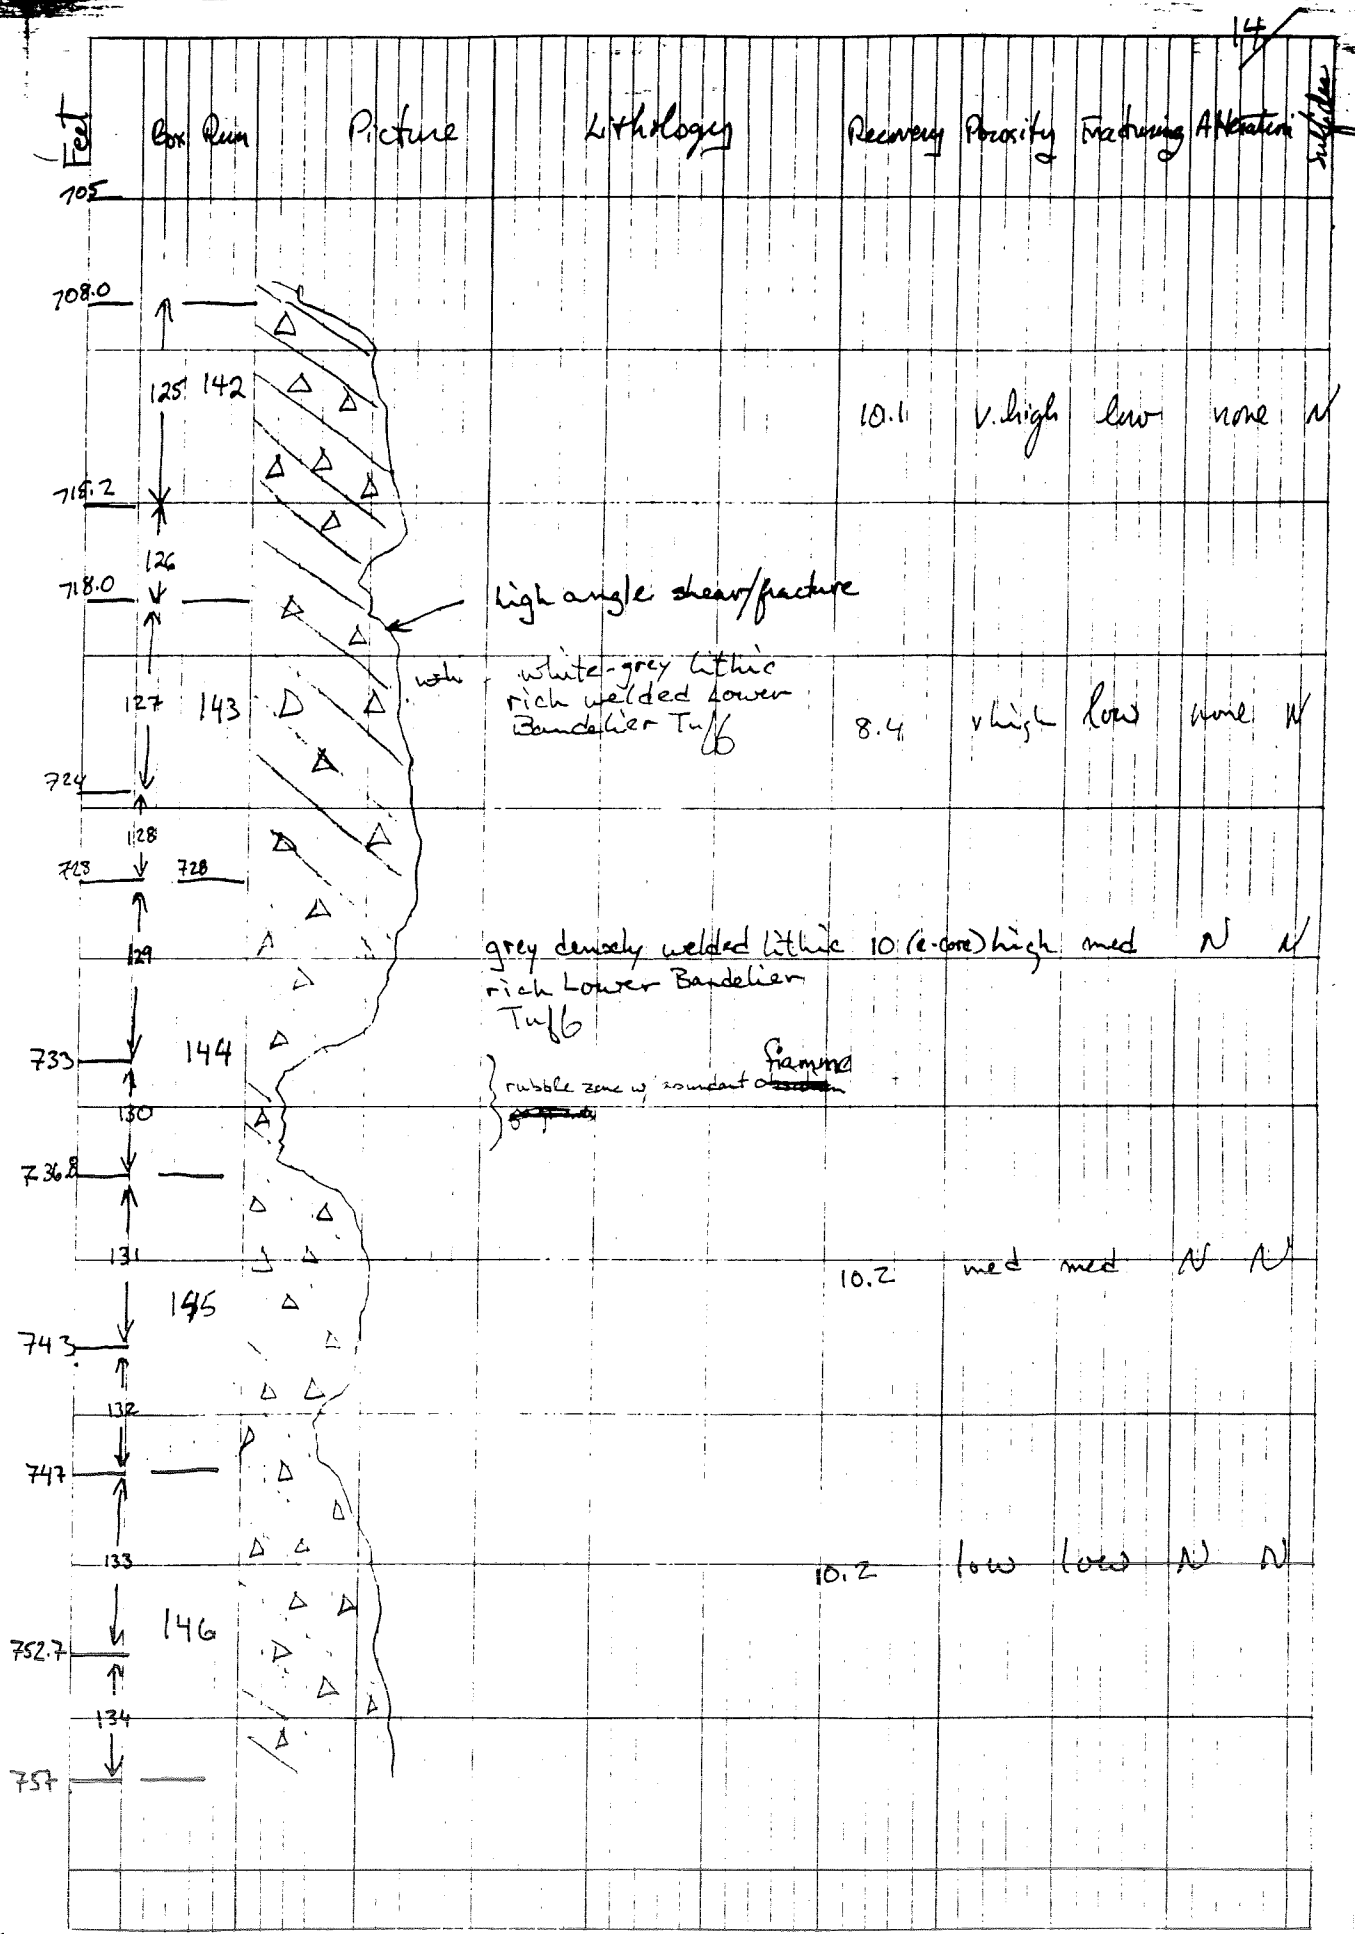 14
Feet Box Run Picture Lithology Recovery Porosity Fracturing Alteration Sulfides
705
708.0
125 142 10.1 v. high low none N
715.2
126
718.0
high angle shear/fracture
wh - white-grey lithic
rich welded Lower
Bandelier Tuff
127 143 8.4 v high low none N
724
128
728 728
129 grey densely welded lithic 10 (e-core) high med N N
rich Lower Bandelier
Tuff
733 144
fiamme
rubble zone w/ abundant
130
736.8
131 10.2 med med N N
145
743
132
747
133 10.2 low low N N
146
752.7
134
757